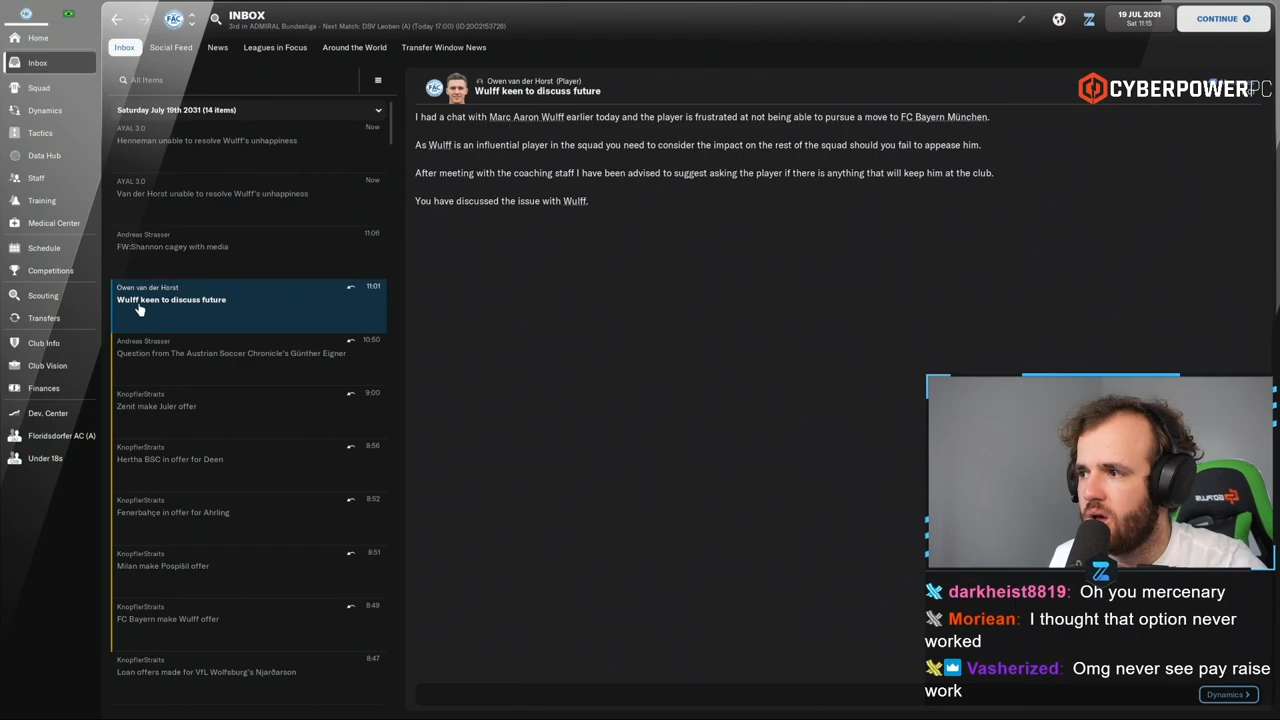 INBOX
3rd in ADMIRAL Bundesliga - Next Match: DSV Leoben (A) (Today 17:00) (ID:2002153726)
19 JUL 2031
Sat 11:15
CONTINUE
Home
Inbox
Squad
Dynamics
Tactics
Data Hub
Staff
Training
Medical Center
Schedule
Competitions
Scouting
Transfers
Club Info
Club Vision
Finances
Dev. Center
Floridsdorfer AC (A)
Under 18s
Inbox
Social Feed
News
Leagues in Focus
Around the World
Transfer Window News
All Items
Saturday July 19th 2031 (14 items)
AYAL 3.0
Now
Henneman unable to resolve Wulff's unhappiness
AYAL 3.0
Now
Van der Horst unable to resolve Wulff's unhappiness
Andreas Strasser
11:06
FW:Shannon cagey with media
Owen van der Horst
11:01
Wulff keen to discuss future
Andreas Strasser
10:50
Question from The Austrian Soccer Chronicle's Günther Eigner
KnopflerStraits
9:00
Zenit make Juler offer
KnopflerStraits
8:56
Hertha BSC in offer for Deen
KnopflerStraits
8:52
Fenerbahçe in offer for Ahrling
KnopflerStraits
8:51
Milan make Pospíšil offer
KnopflerStraits
8:49
FC Bayern make Wulff offer
KnopflerStraits
8:47
Loan offers made for VfL Wolfsburg's Njarðarson
Owen van der Horst (Player)
Wulff keen to discuss future
CYBERPOWERPC
I had a chat with Marc Aaron Wulff earlier today and the player is frustrated at not being able to pursue a move to FC Bayern München.
As Wulff is an influential player in the squad you need to consider the impact on the rest of the squad should you fail to appease him.
After meeting with the coaching staff I have been advised to suggest asking the player if there is anything that will keep him at the club.
You have discussed the issue with Wulff.
darkheist8819: Oh you mercenary
Moriean: I thought that option never
worked
Vasherized: Omg never see pay raise
work
Dynamics >